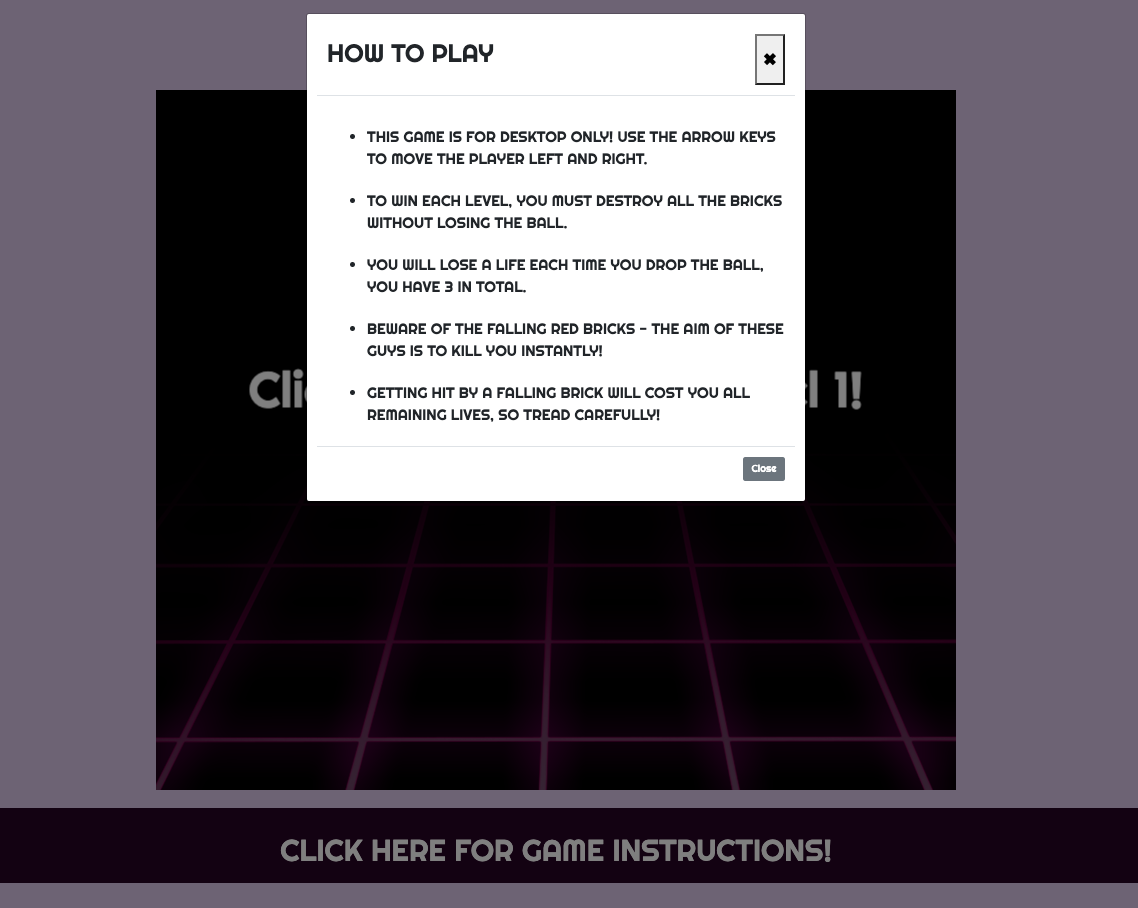 HOW TO PLAY
✖
THIS GAME IS FOR DESKTOP ONLY! USE THE ARROW KEYS
TO MOVE THE PLAYER LEFT AND RIGHT.
TO WIN EACH LEVEL, YOU MUST DESTROY ALL THE BRICKS
WITHOUT LOSING THE BALL.
YOU WILL LOSE A LIFE EACH TIME YOU DROP THE BALL,
YOU HAVE 3 IN TOTAL.
BEWARE OF THE FALLING RED BRICKS - THE AIM OF THESE
GUYS IS TO KILL YOU INSTANTLY!
GETTING HIT BY A FALLING BRICK WILL COST YOU ALL
REMAINING LIVES, SO TREAD CAREFULLY!
Close
1!
CLICK HERE FOR GAME INSTRUCTIONS!